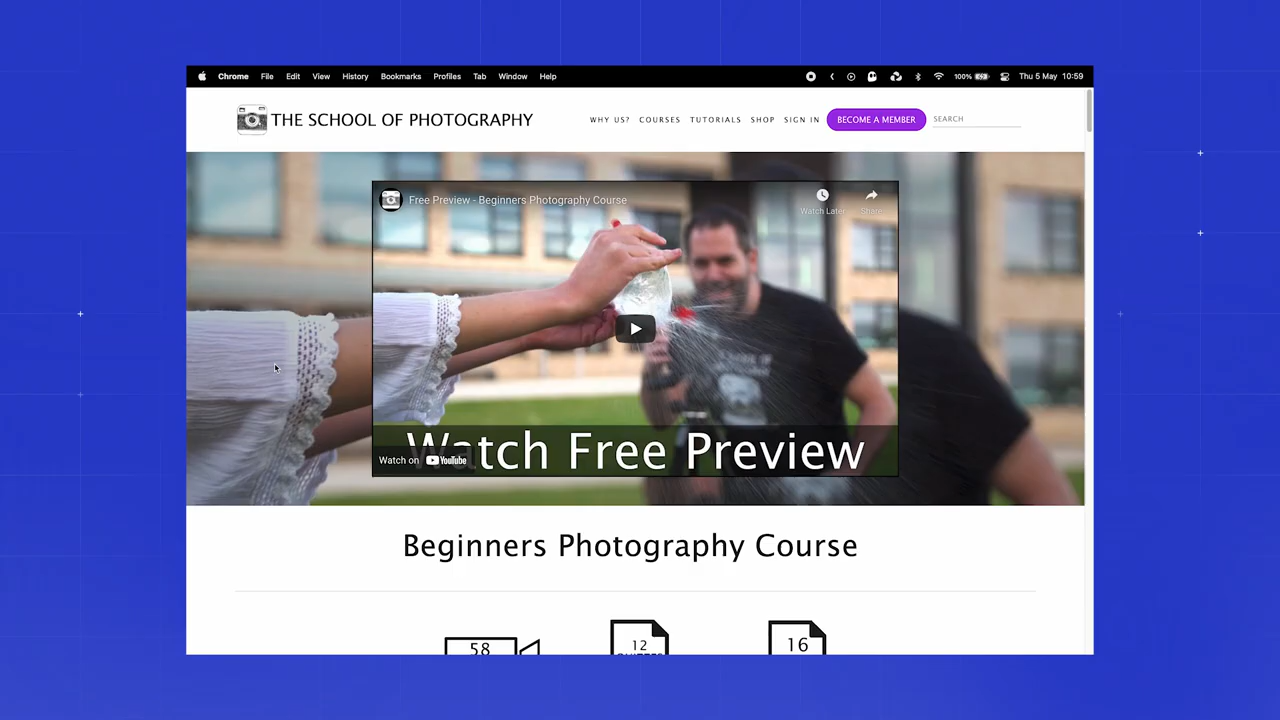 Chrome File Edit View History Bookmarks Profiles Tab Window Help 100% Thu 5 May 10:59
THE SCHOOL OF PHOTOGRAPHY WHY US? COURSES TUTORIALS SHOP SIGN IN BECOME A MEMBER SEARCH
Free Preview - Beginners Photography Course
Watch Later Share
SCHOOL OF
Watch Free Preview
Watch on YouTube
Beginners Photography Course
58 12 16